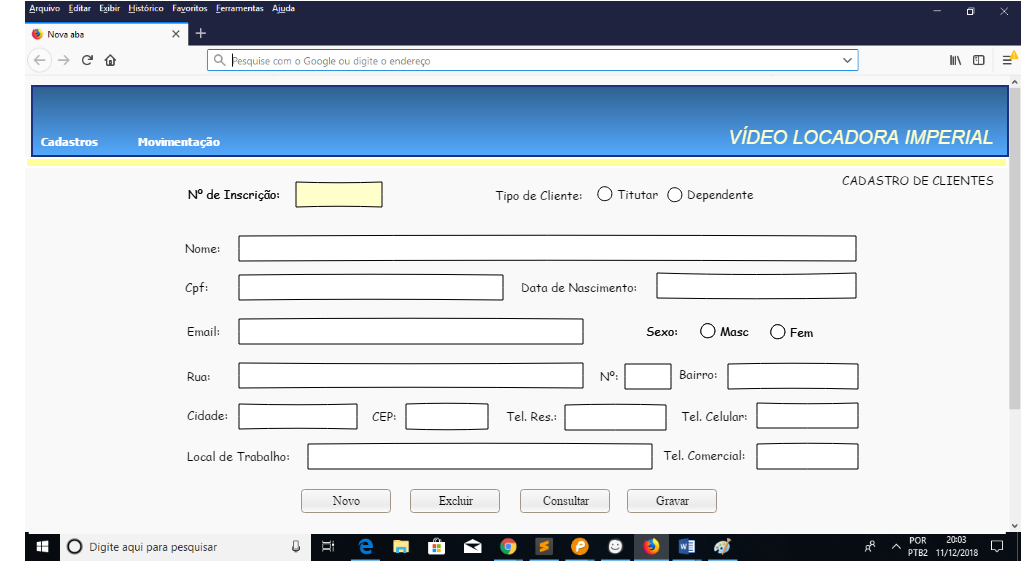 Arquivo Editar Exibir Histórico Favoritos Ferramentas Ajuda
Nova aba
Pesquise com o Google ou digite o endereço
Cadastros Movimentação VÍDEO LOCADORA IMPERIAL
CADASTRO DE CLIENTES
Nº de Inscrição: Tipo de Cliente: Titutar Dependente
Nome:
Cpf: Data de Nascimento:
Email: Sexo: Masc Fem
Rua: Nº: Bairro:
Cidade: CEP: Tel. Res.: Tel. Celular:
Local de Trabalho: Tel. Comercial:
Novo Excluir Consultar Gravar
Digite aqui para pesquisar
POR 20:03
PTB2 11/12/2018